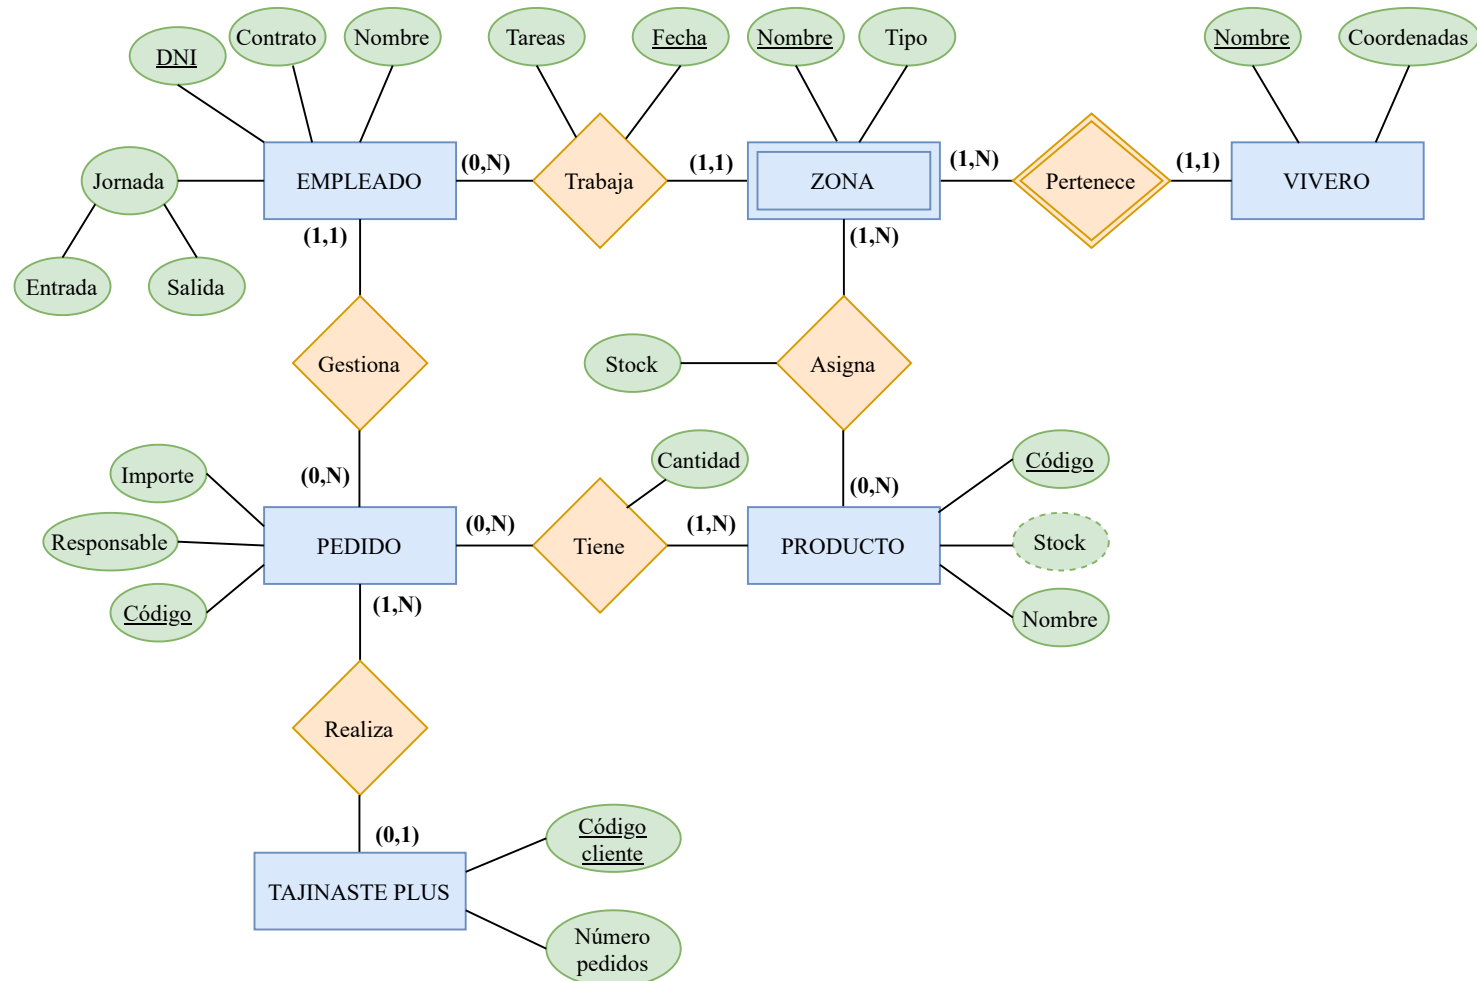 DNI
Contrato
Nombre
Tareas
Fecha
Nombre
Tipo
Nombre
Coordenadas
Jornada
EMPLEADO
(0,N)
Trabaja
(1,1)
ZONA
(1,N)
Pertenece
(1,1)
VIVERO
(1,1)
(1,N)
Entrada
Salida
Gestiona
Stock
Asigna
Importe
(0,N)
Cantidad
(0,N)
Código
Responsable
PEDIDO
(0,N)
Tiene
(1,N)
PRODUCTO
Stock
Código
(1,N)
Nombre
Realiza
(0,1)
Código
cliente
TAJINASTE PLUS
Número
pedidos